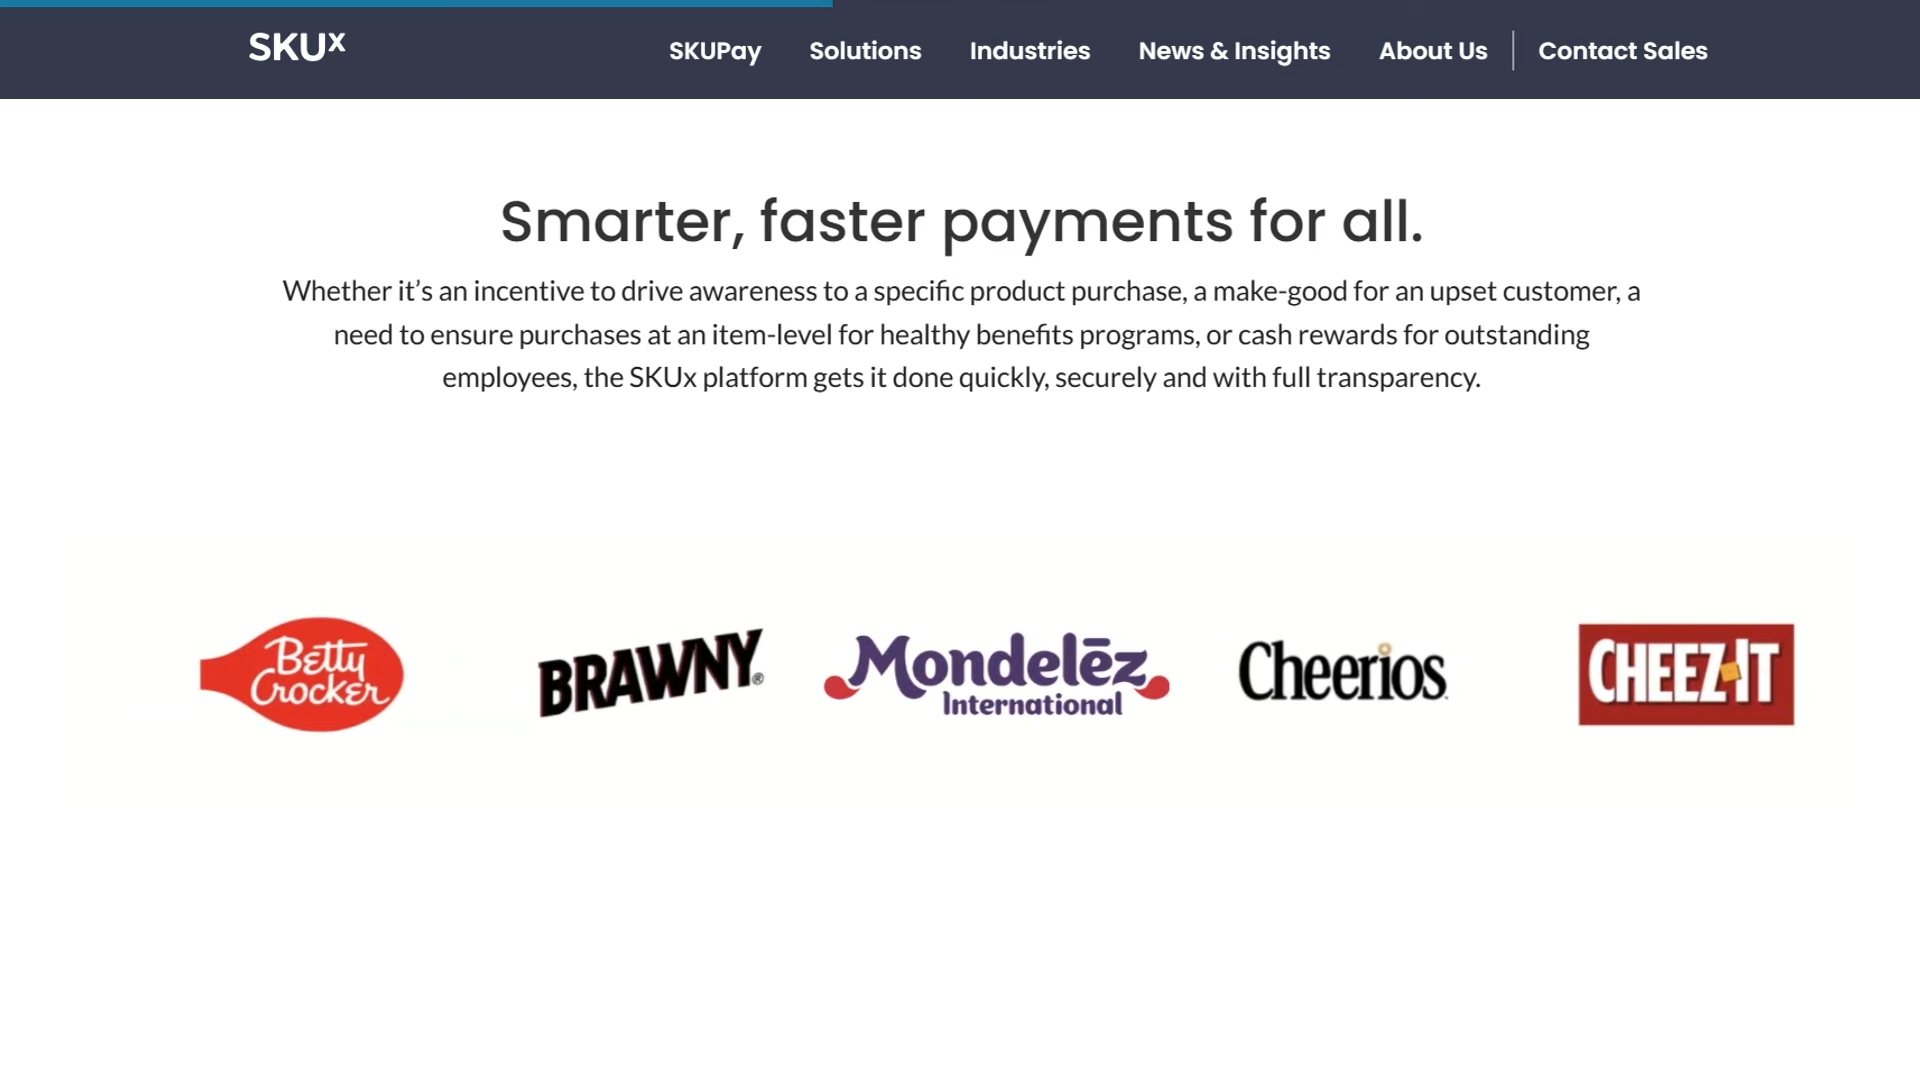 SKUx
SKUPay
Solutions
Industries
News & Insights
About Us
Contact Sales
Smarter, faster payments for all.
Whether it’s an incentive to drive awareness to a specific product purchase, a make-good for an upset customer, a
need to ensure purchases at an item-level for healthy benefits programs, or cash rewards for outstanding
employees, the SKUx platform gets it done quickly, securely and with full transparency.
Betty
Crocker
BRAWNY®
Mondelēz
International
Cheerios
CHEEZ-IT